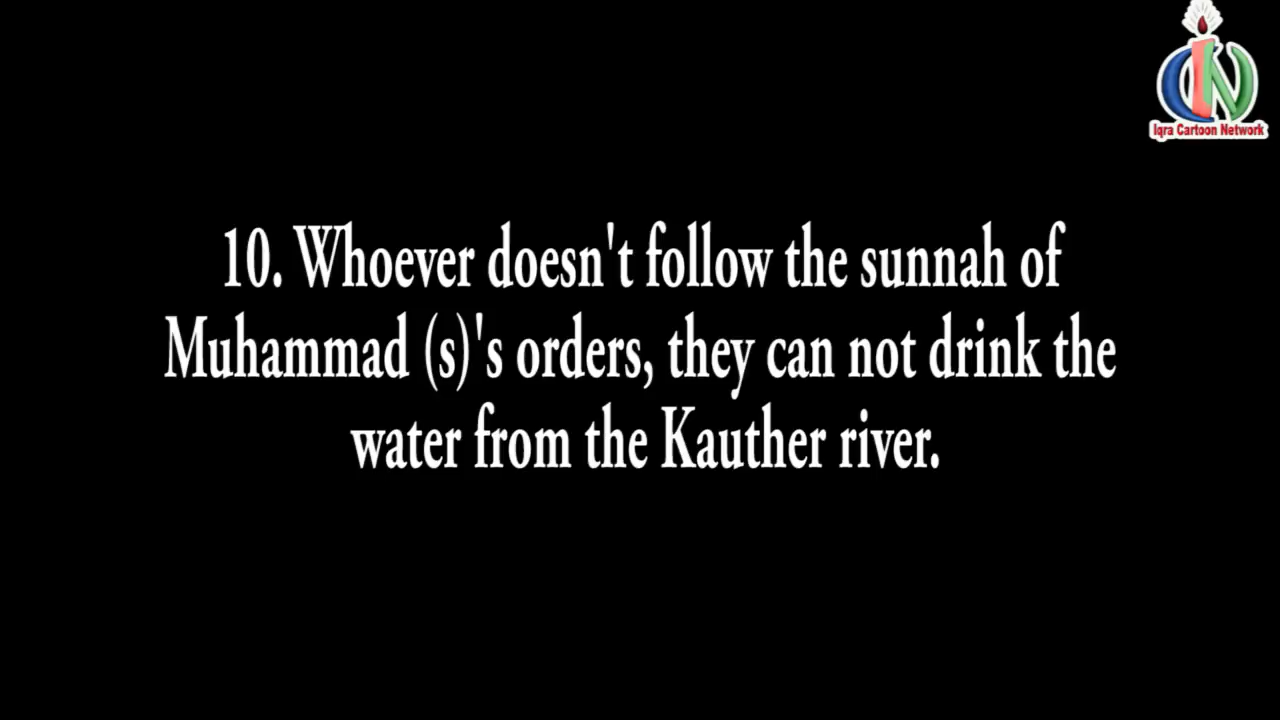 Iqra Cartoon Network
10. Whoever doesn't follow the sunnah of
Muhammad (s)'s orders, they can not drink the
water from the Kauther river.